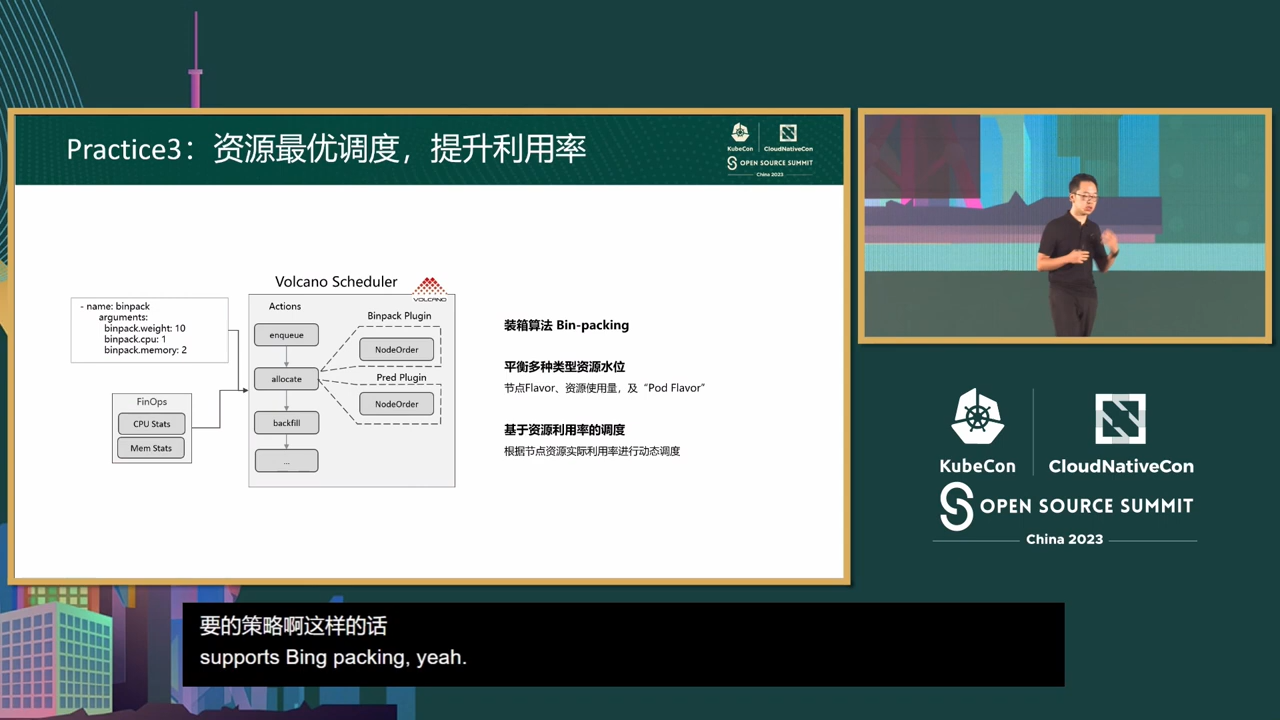 Practice3：资源最优调度，提升利用率
KubeCon
CloudNativeCon
OPEN SOURCE SUMMIT
China 2023
Volcano Scheduler
VOLCANO
- name: binpack
arguments:
binpack.weight: 10
binpack.cpu: 1
binpack.memory: 2
FinOps
CPU Stats
Mem Stats
Actions
enqueue
allocate
backfill
...
Binpack Plugin
NodeOrder
Pred Plugin
NodeOrder
装箱算法 Bin-packing
平衡多种类型资源水位
节点Flavor、资源使用量，及“Pod Flavor”
基于资源利用率的调度
根据节点资源实际利用率进行动态调度
KubeCon
CloudNativeCon
OPEN SOURCE SUMMIT
China 2023
要的策略啊这样的话
supports Bing packing, yeah.